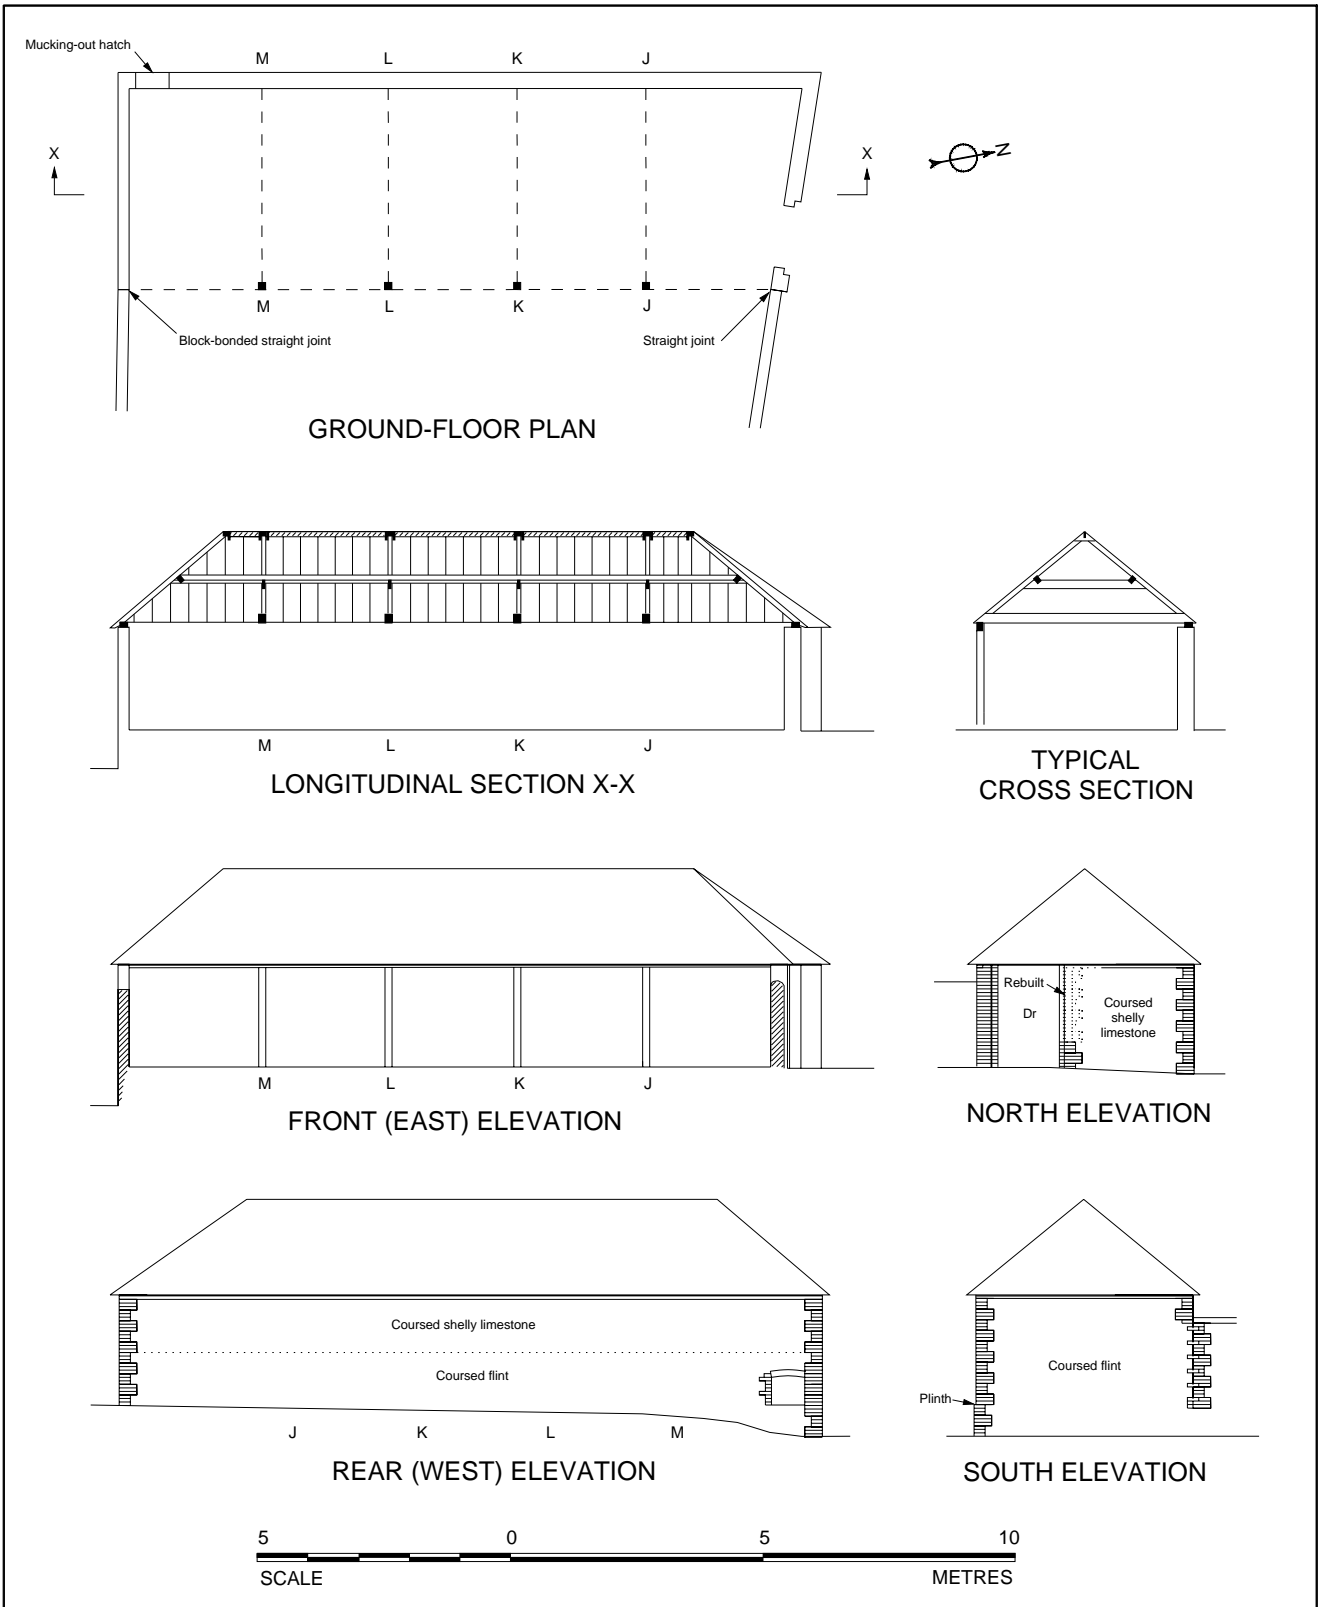 Mucking-out hatch
M L K J
X X
N
M L K J
Block-bonded straight joint
Straight joint
GROUND-FLOOR PLAN
M L K J
LONGITUDINAL SECTION X-X
TYPICAL
CROSS SECTION
Rebuilt
Dr
Coursed
shelly
limestone
M L K J
FRONT (EAST) ELEVATION
NORTH ELEVATION
Coursed shelly limestone
Coursed flint
J K L M
REAR (WEST) ELEVATION
Coursed flint
Plinth
SOUTH ELEVATION
5 0 5 10
SCALE METRES